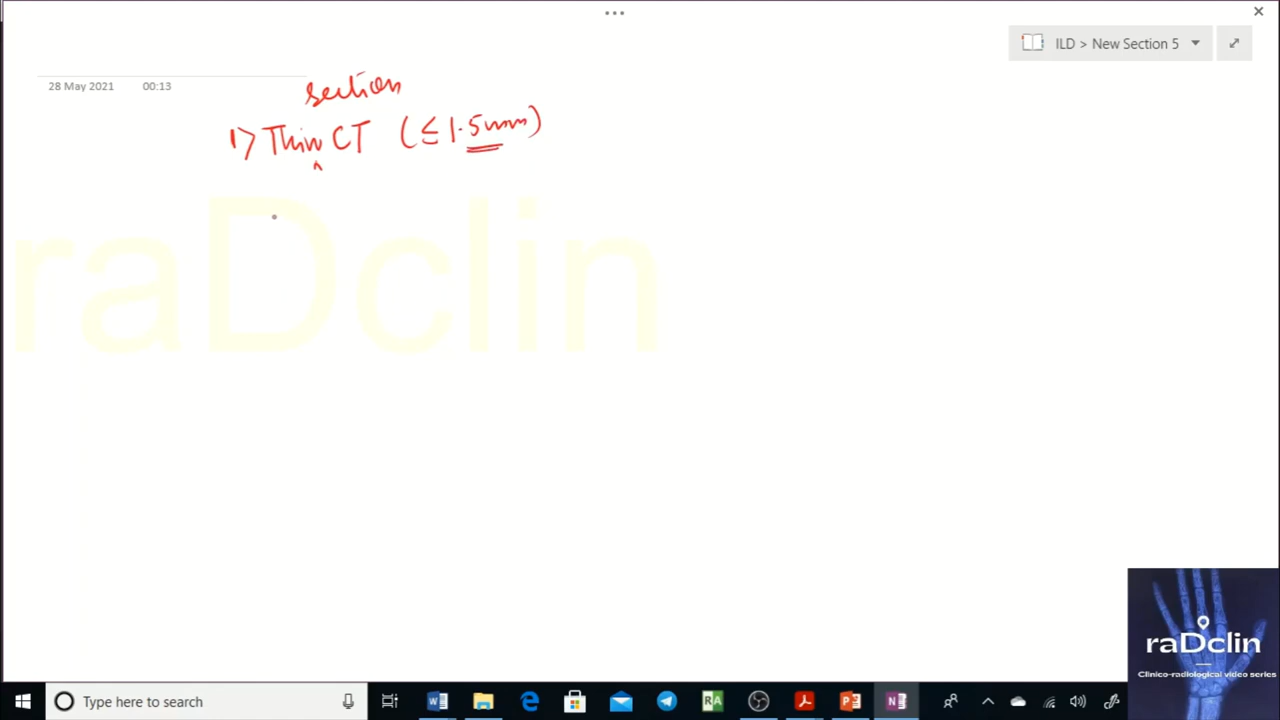 ILD > New Section 5
28 May 2021 00:13
section
1) Thin CT (≤ 1.5mm)
raDclin
raDclin
Clinico-radiological video series
Type here to search